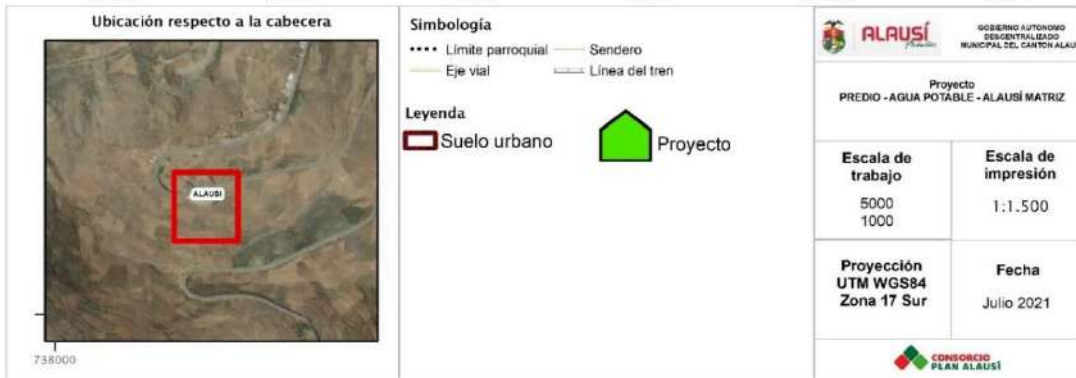 Ubicación respecto a la cabecera
ALAUSI
738000
Simbología
Límite parroquial
Sendero
Eje vial
Línea del tren
Leyenda
Suelo urbano
Proyecto
ALAUSÍ
GOBIERNO AUTONOMO
DESCENTRALIZADO
MUNICIPAL DEL CANTON ALAUSÍ
Proyecto
PREDIO - AGUA POTABLE - ALAUSÍ MATRIZ
Escala de
trabajo
5000
1000
Escala de
impresión
1:1.500
Proyección
UTM WGS84
Zona 17 Sur
Fecha
Julio 2021
CONSORCIO
PLAN ALAUSÍ